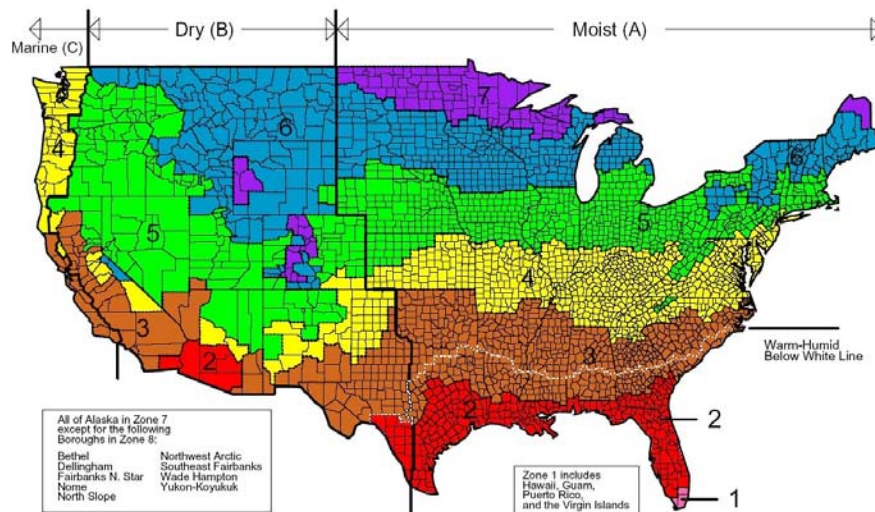 Marine (C)
Dry (B)
Moist (A)
7
6
6
4
5
5
4
3
3
2
2
2
1
Warm-Humid
Below White Line
All of Alaska in Zone 7
except for the following
Boroughs in Zone 8:
Bethel Northwest Arctic
Dellingham Southeast Fairbanks
Fairbanks N. Star Wade Hampton
Nome Yukon-Koyukuk
North Slope
Zone 1 includes
Hawaii, Guam,
Puerto Rico,
and the Virgin Islands